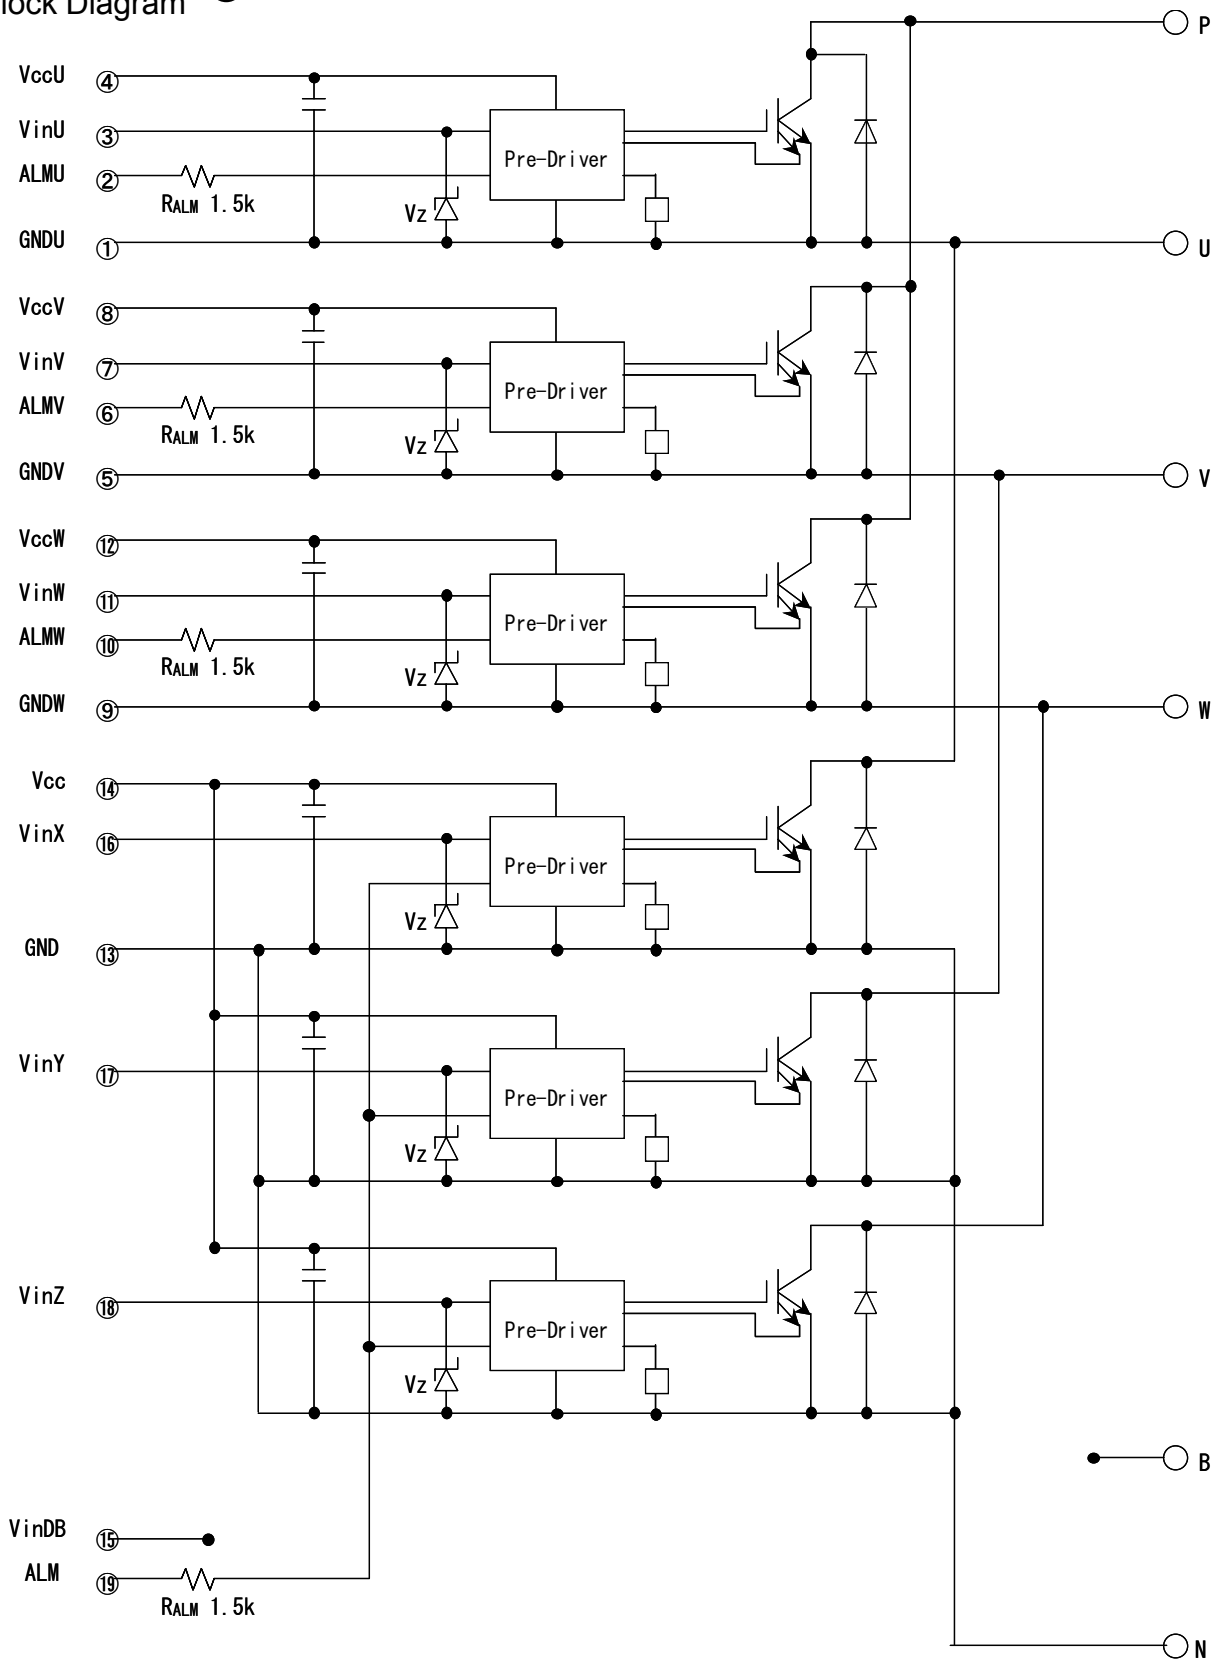 lock Diagram
P
VccU ④
VinU ③
Pre-Driver
ALMU ②
RALM 1.5k
Vz
GNDU ①
U
VccV ⑧
VinV ⑦
Pre-Driver
ALMV ⑥
RALM 1.5k
Vz
GNDV ⑤
V
VccW ⑫
VinW ⑪
Pre-Driver
ALMW ⑩
RALM 1.5k
Vz
GNDW ⑨
W
Vcc ⑭
VinX ⑯
Pre-Driver
Vz
GND ⑬
VinY ⑰
Pre-Driver
Vz
VinZ ⑱
Pre-Driver
Vz
B
VinDB ⑮
ALM ⑲
RALM 1.5k
N